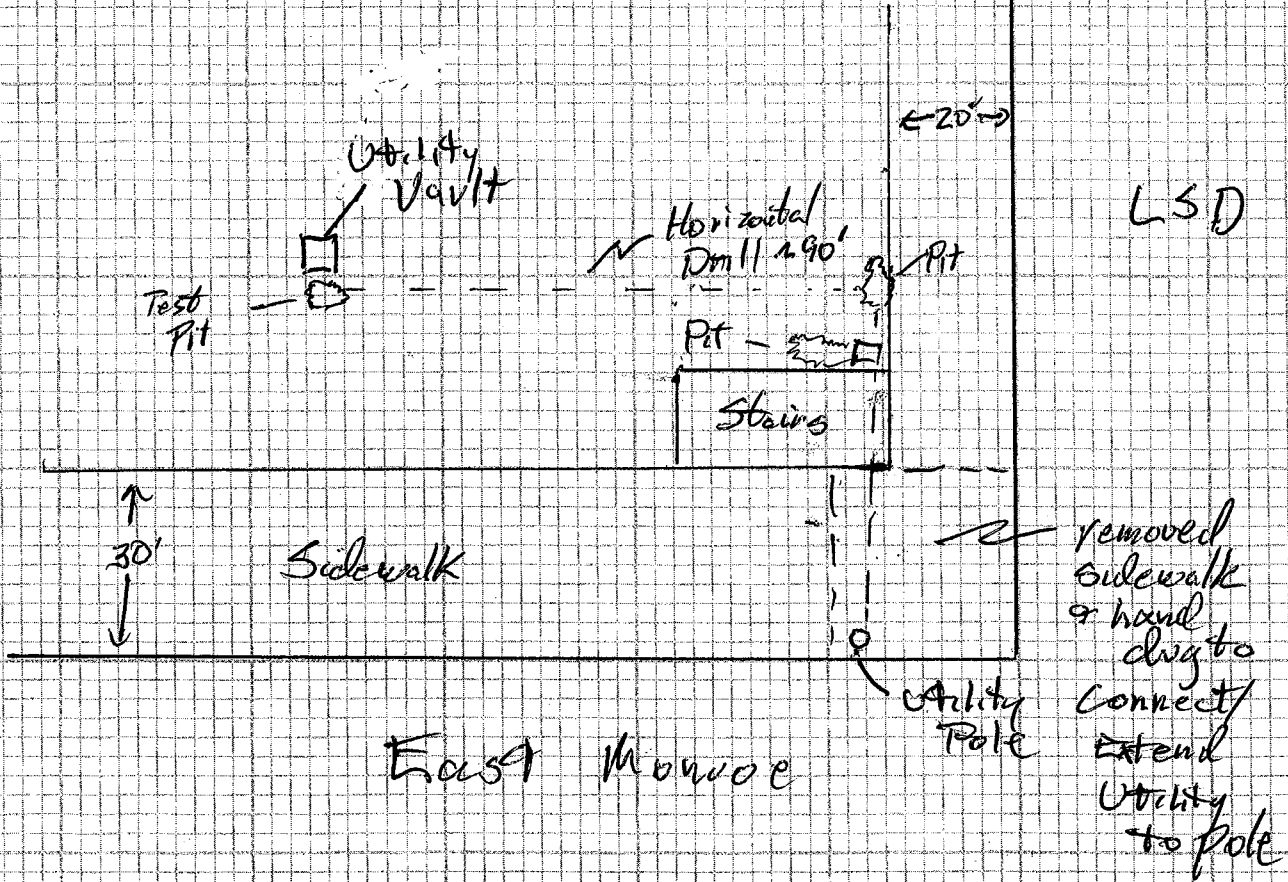 ←20'→
Utility
Vault
LSD
Horizontal
Drill ~90'
Pit
Test
Pit
Pit
Stairs
30'
Sidewalk
removed
sidewalk
& hand
dug to
Connect/
Extend
Utility
to pole
Utility
Pole
East Monroe